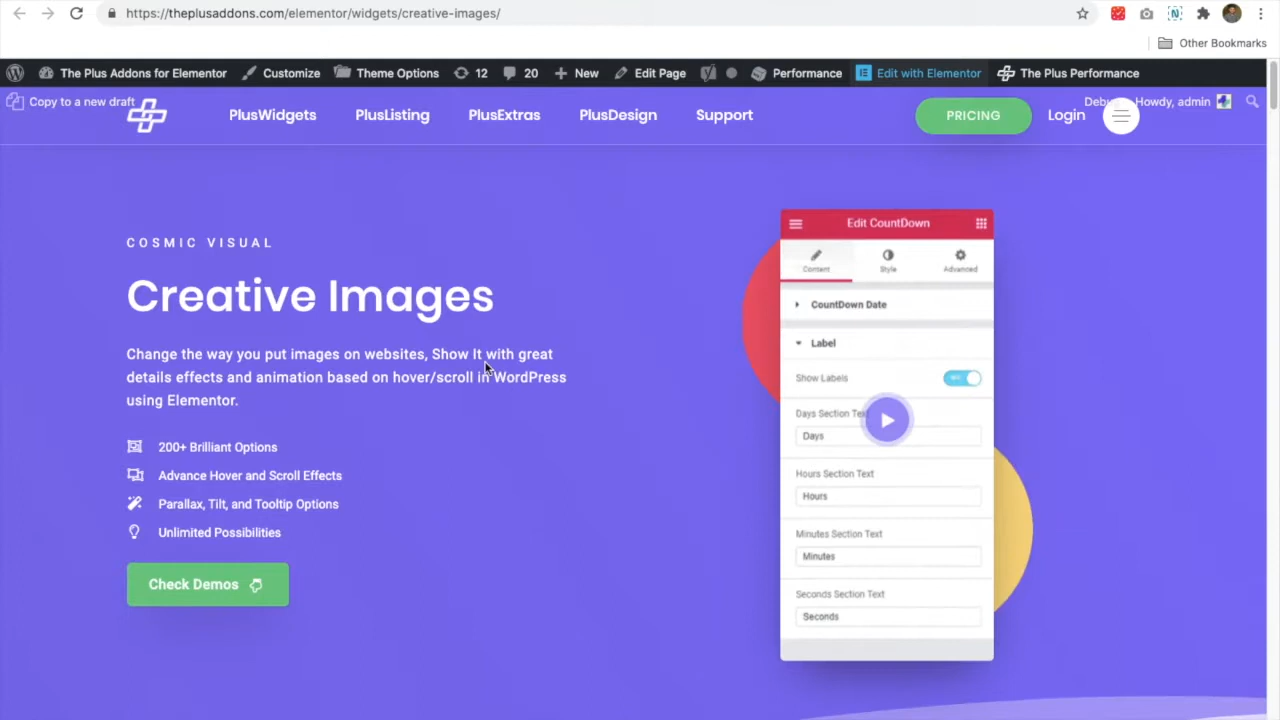 https://theplusaddons.com/elementor/widgets/creative-images/
Other Bookmarks
The Plus Addons for Elementor
Customize
Theme Options
12
20
New
Edit Page
Performance
Edit with Elementor
The Plus Performance
Copy to a new draft
Howdy, admin
PlusWidgets
PlusListing
PlusExtras
PlusDesign
Support
PRICING
Login
COSMIC VISUAL
Creative Images
Change the way you put images on websites, Show It with great
details effects and animation based on hover/scroll in WordPress
using Elementor.
200+ Brilliant Options
Advance Hover and Scroll Effects
Parallax, Tilt, and Tooltip Options
Unlimited Possibilities
Check Demos
Edit CountDown
Content
Style
Advanced
CountDown Date
Label
Show Labels
Days Section Text
Days
Hours Section Text
Hours
Minutes Section Text
Minutes
Seconds Section Text
Seconds